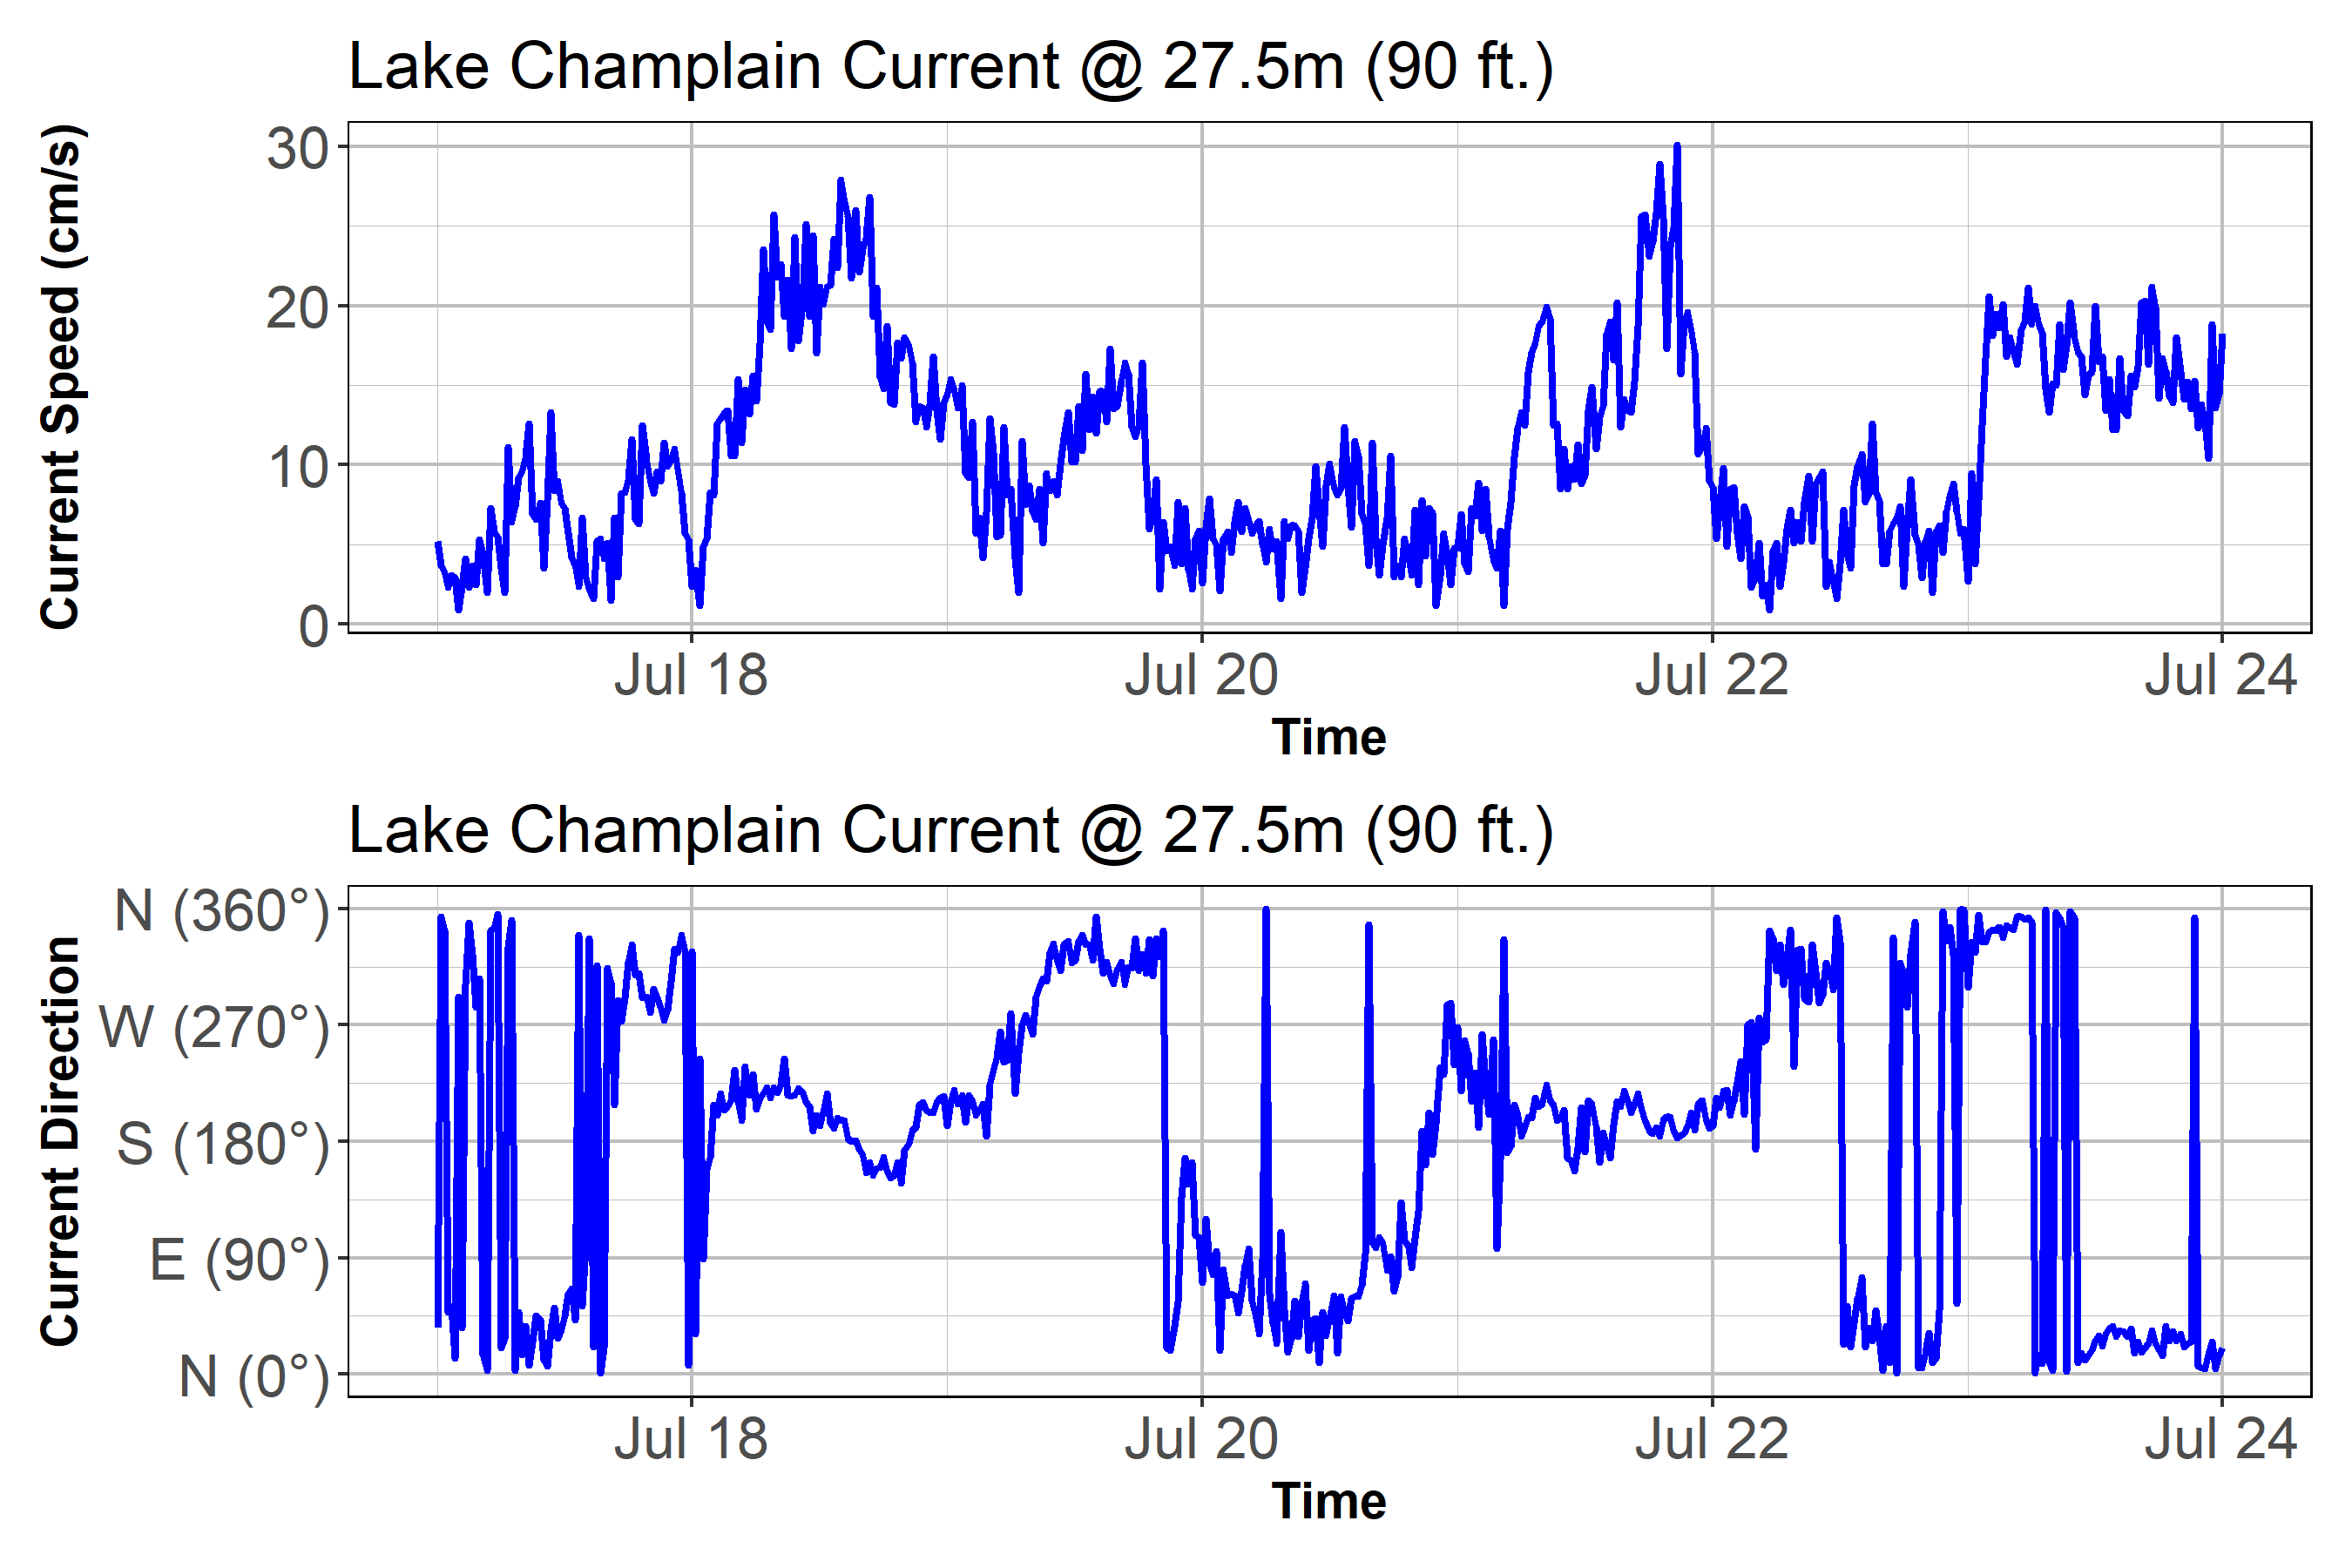 Lake Champlain Current @ 27.5m (90 ft.)
Current Speed (cm/s)
30
20
10
0
Jul 18 Jul 20 Jul 22 Jul 24
Time
Lake Champlain Current @ 27.5m (90 ft.)
Current Direction
N (360°)
W (270°)
S (180°)
E (90°)
N (0°)
Jul 18 Jul 20 Jul 22 Jul 24
Time